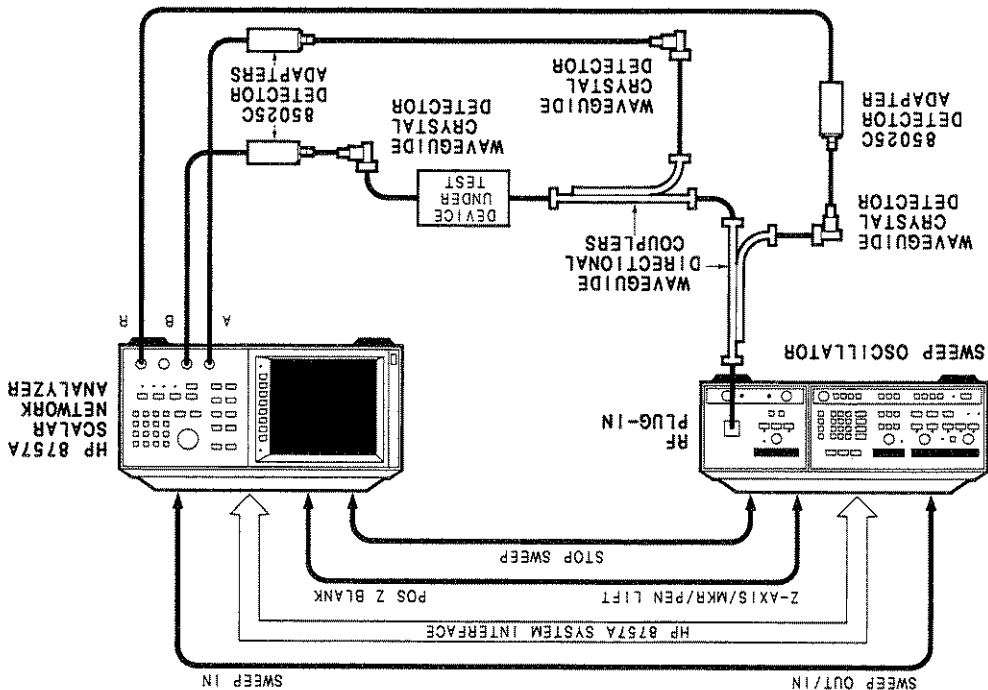 SWEEP OUT/IN
SWEEP IN
HP 8757A SYSTEM INTERFACE
Z-AXIS/MKR/PEN LIFT
POS Z BLANK
STOP SWEEP
RF
PLUG-IN
HP 8757A
SCALAR
NETWORK
ANALYZER
SWEEP OSCILLATOR
A
B
R
WAVEGUIDE
DIRECTIONAL
COUPLERS
WAVEGUIDE
CRYSTAL
DETECTOR
DEVICE
UNDER
TEST
WAVEGUIDE
CRYSTAL
DETECTOR
85025C
DETECTOR
ADAPTER
WAVEGUIDE
CRYSTAL
DETECTOR
85025C
DETECTOR
ADAPTERS